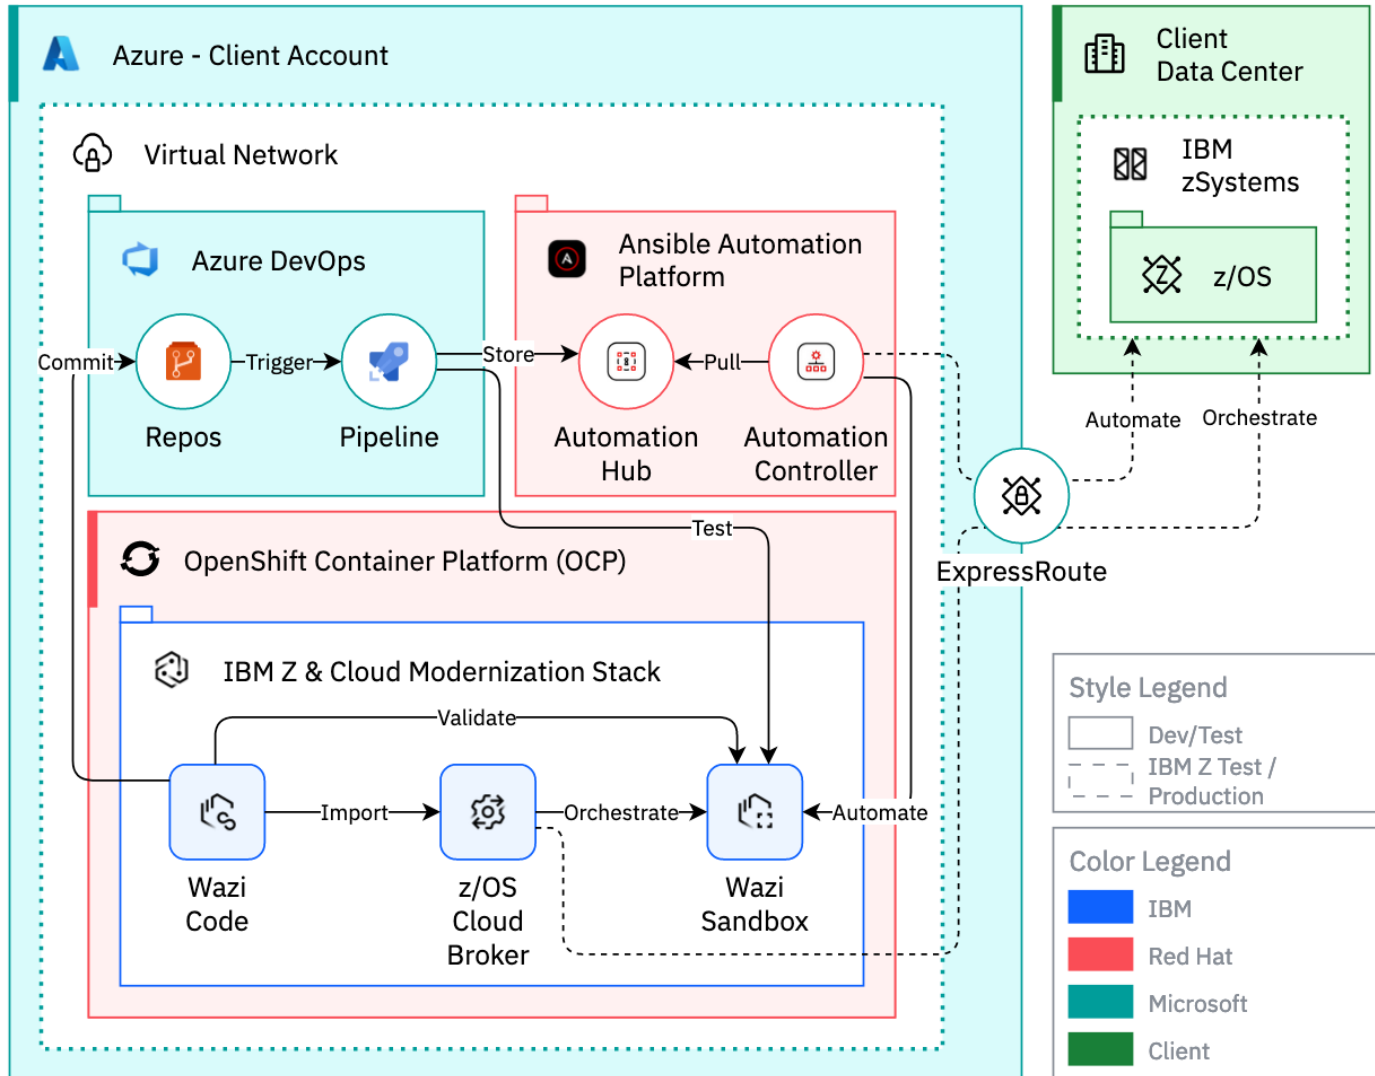 Azure - Client Account
Virtual Network
Azure DevOps
Commit
Trigger
Repos
Pipeline
Store
Ansible Automation
Platform
Pull
Automation
Hub
Automation
Controller
Test
OpenShift Container Platform (OCP)
IBM Z & Cloud Modernization Stack
Validate
Import
Orchestrate
Automate
Wazi
Code
z/OS
Cloud
Broker
Wazi
Sandbox
Client
Data Center
IBM
zSystems
Z
z/OS
Automate
Orchestrate
ExpressRoute
Style Legend
Dev/Test
IBM Z Test /
Production
Color Legend
IBM
Red Hat
Microsoft
Client